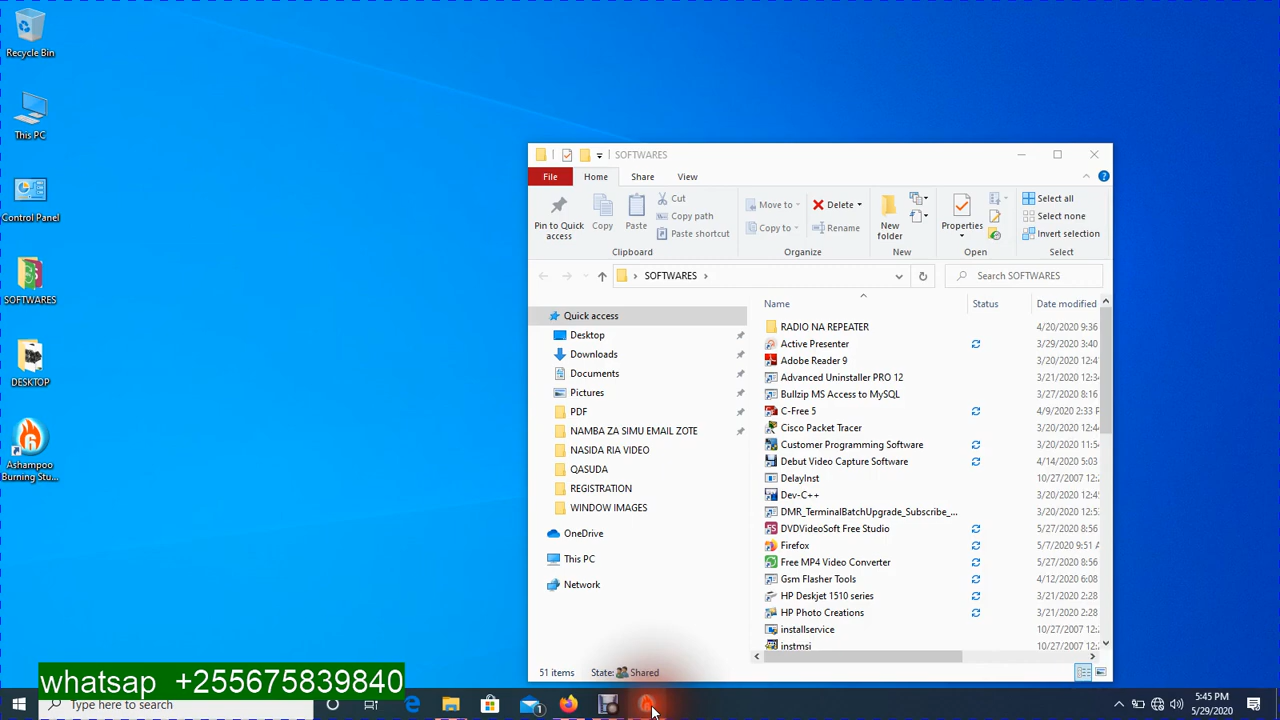 Recycle Bin
This PC
Control Panel
SOFTWARES
DESKTOP
Ashampoo
Burning Stu...
SOFTWARES
File Home Share View
Pin to Quick
access
Copy
Paste
Cut
Copy path
Paste shortcut
Clipboard
Move to
Copy to
Delete
Rename
Organize
New
folder
New
Properties
Open
Select all
Select none
Invert selection
Select
SOFTWARES
Search SOFTWARES
Quick access
Desktop
Downloads
Documents
Pictures
PDF
NAMBA ZA SIMU EMAIL ZOTE
NASIDA RIA VIDEO
QASUDA
REGISTRATION
WINDOW IMAGES
OneDrive
This PC
Network
Name Status Date modified
RADIO NA REPEATER 4/20/2020 9:36
Active Presenter 3/29/2020 3:40
Adobe Reader 9 3/20/2020 12:4
Advanced Uninstaller PRO 12 3/21/2020 12:3
Bullzip MS Access to MySQL 3/27/2020 8:16
C-Free 5 4/9/2020 2:33 P
Cisco Packet Tracer 3/20/2020 12:4
Customer Programming Software 3/20/2020 11:5
Debut Video Capture Software 4/14/2020 5:03
DelayInst 10/27/2007 12:
Dev-C++ 3/20/2020 12:4
DMR_TerminalBatchUpgrade_Subscribe_... 3/20/2020 12:5
DVDVideoSoft Free Studio 5/27/2020 8:56
Firefox 5/7/2020 9:51 A
Free MP4 Video Converter 5/27/2020 8:56
Gsm Flasher Tools 4/12/2020 6:08
HP Deskjet 1510 series 3/21/2020 2:28
HP Photo Creations 3/21/2020 2:28
installservice 10/27/2007 12:
instmsi 10/27/2007 12:
51 items State: Shared
whatsap +255675839840
Type here to search
1
5:45 PM
5/29/2020